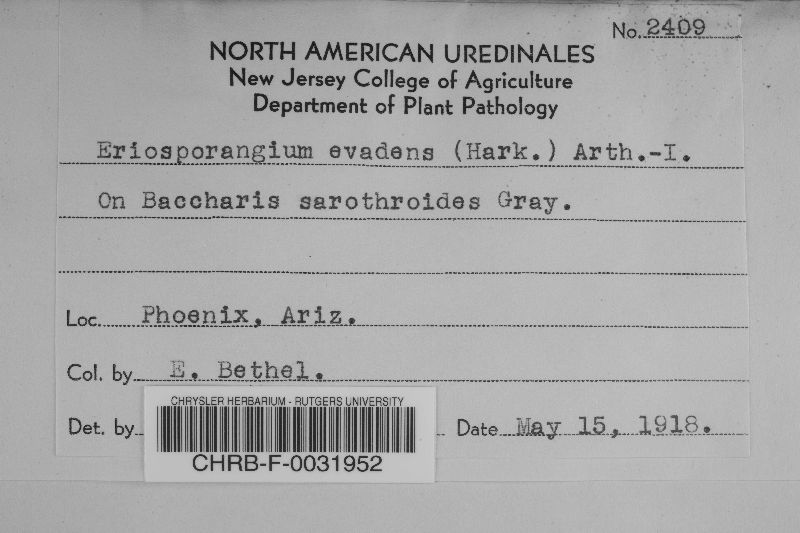 No. 2409
NORTH AMERICAN UREDINALES
New Jersey College of Agriculture
Department of Plant Pathology
Eriosporangium evadens (Hark.) Arth.-I.
On Baccharis sarothroides Gray.
Loc. Phoenix, Ariz.
Col. by E. Bethel.
Det. by
Date May 15, 1918.
CHRYSLER HERBARIUM - RUTGERS UNIVERSITY
CHRB-F-0031952